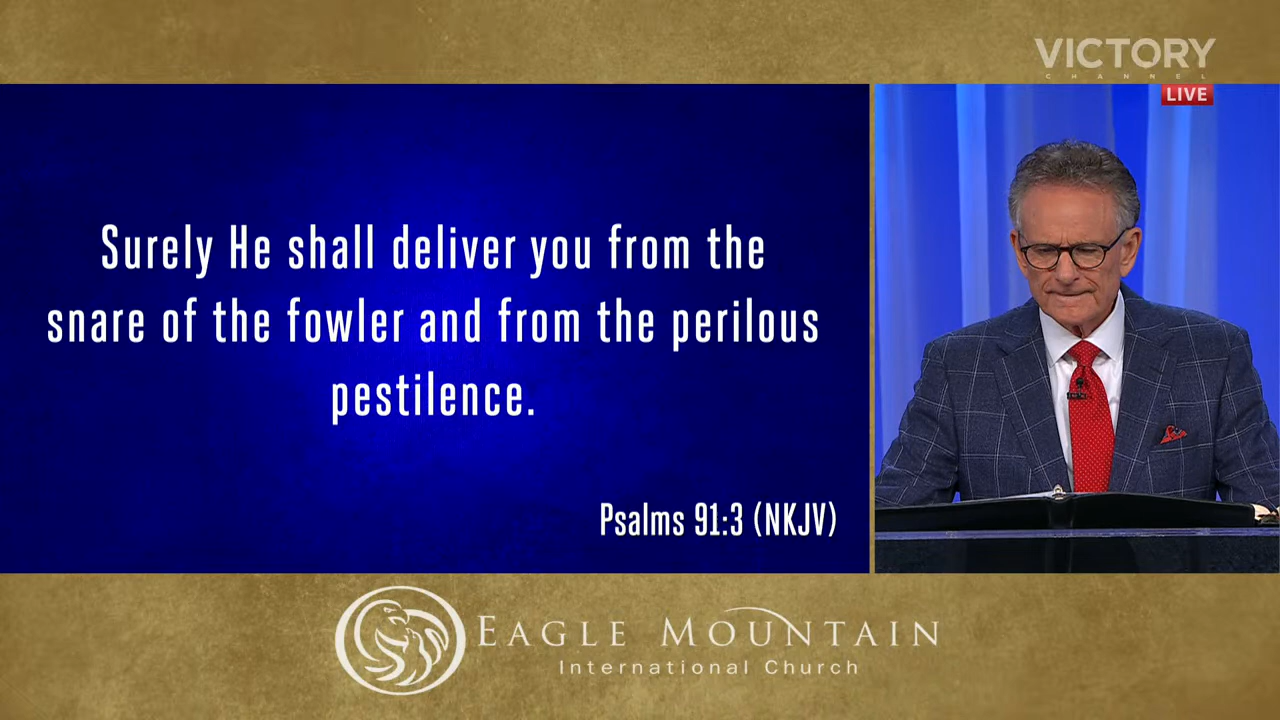 VICTORY
CHANNEL
LIVE
Surely He shall deliver you from the
snare of the fowler and from the perilous
pestilence.
Psalms 91:3 (NKJV)
EAGLE MOUNTAIN
International Church